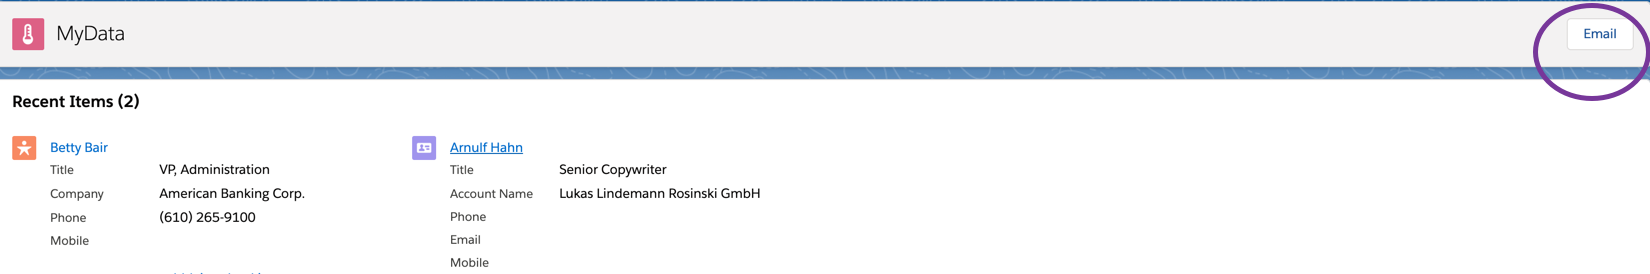 MyData
Email
Recent Items (2)
Betty Bair
Title VP, Administration
Company American Banking Corp.
Phone (610) 265-9100
Mobile
Arnulf Hahn
Title Senior Copywriter
Account Name Lukas Lindemann Rosinski GmbH
Phone
Email
Mobile